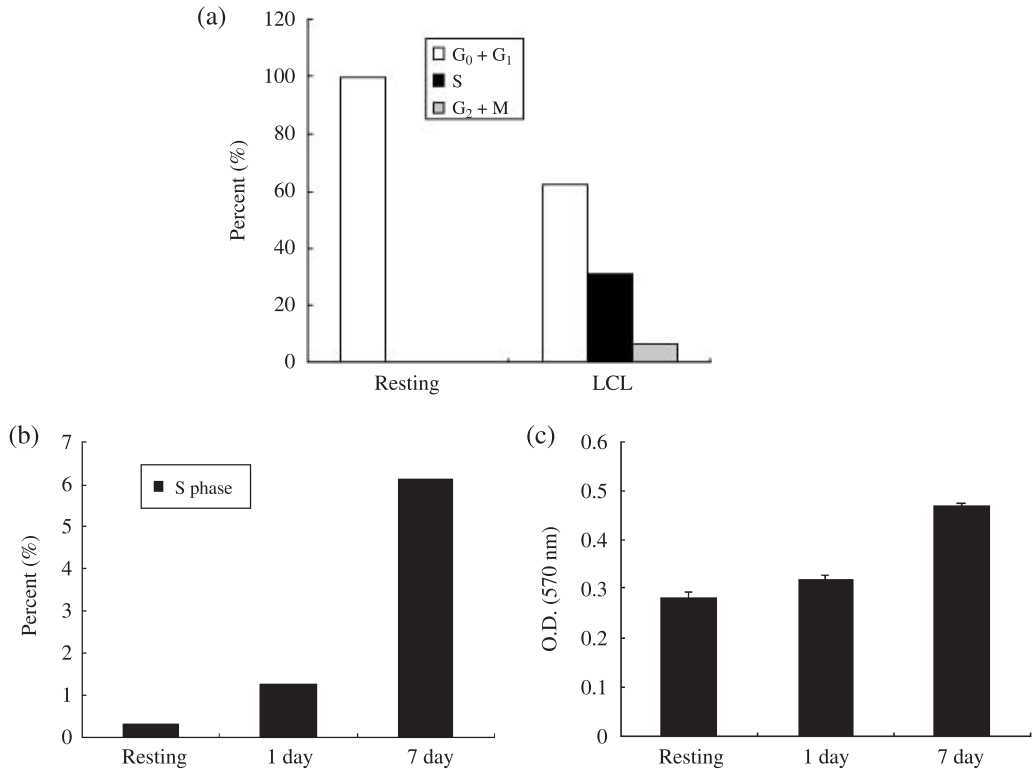 (a)
120
100
80
60
40
20
0
Percent (%)
G₀ + G₁
S
G₂ + M
Resting LCL
(b)
7
6
5
4
3
2
1
0
Percent (%)
S phase
Resting 1 day 7 day
(c)
0.6
0.5
0.4
0.3
0.2
0.1
0
O.D. (570 nm)
Resting 1 day 7 day